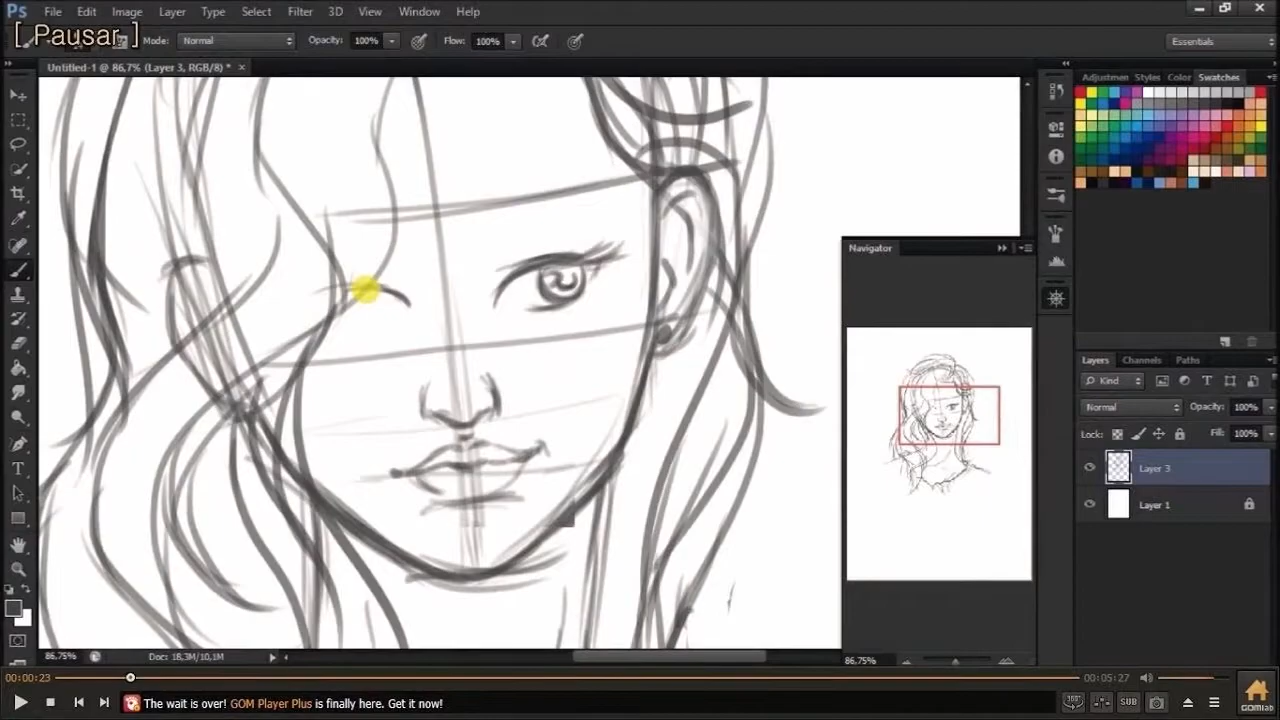 Ps File Edit Image Layer Type Select Filter 3D View Window Help
[ Pausar ]
Mode: Normal Opacity: 100% Flow: 100% Essentials
Untitled-1 @ 86,7% (Layer 3, RGB/8) * ×
Adjustmen Styles Color Swatches
Navigator
Layers Channels Paths
Kind
Normal Opacity: 100%
Lock: Fill: 100%
Layer 3
Layer 1
86,75% Doc: 18,3M/10,1M
86,75%
00:00:23 00:05:27
The wait is over! GOM Player Plus is finally here. Get it now!
360° SUB
GOMlab